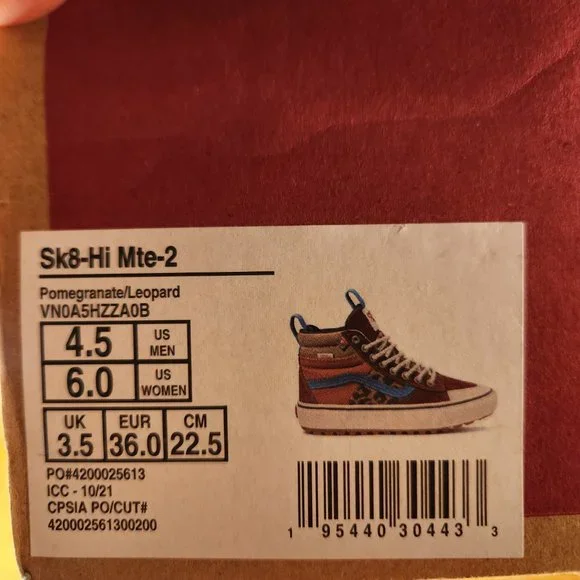 Sk8-Hi Mte-2
Pomegranate/Leopard
VN0A5HZZA0B
4.5 US MEN
6.0 US WOMEN
UK EUR CM
3.5 36.0 22.5
PO#4200025613
ICC - 10/21
CPSIA PO/CUT#
420002561300200
1 95440 30443 3